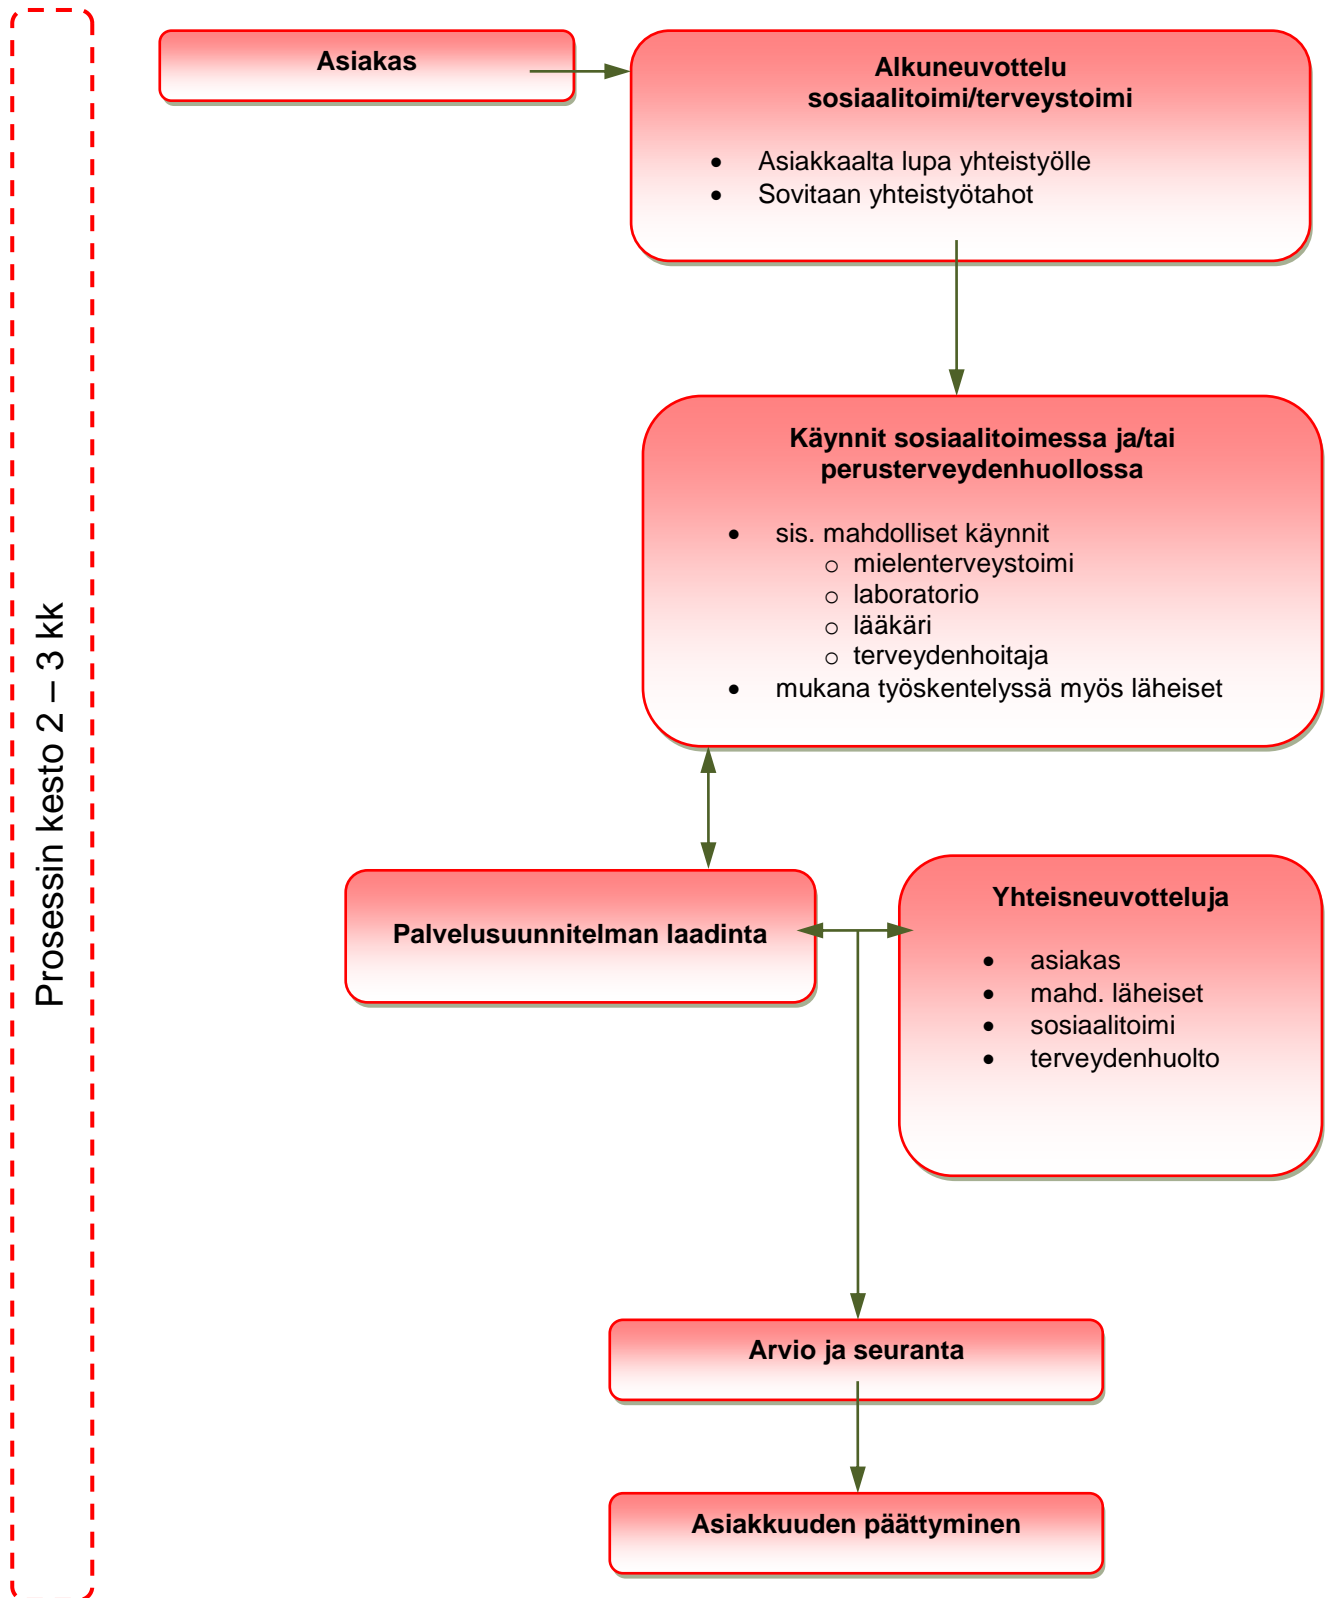 Prosessin kesto 2 – 3 kk
Asiakas
Alkuneuvottelu
sosiaalitoimi/terveystoimi
• Asiakkaalta lupa yhteistyölle
• Sovitaan yhteistyötahot
Käynnit sosiaalitoimessa ja/tai
perusterveydenhuollossa
• sis. mahdolliset käynnit
o mielenterveystoimi
o laboratorio
o lääkäri
o terveydenhoitaja
• mukana työskentelyssä myös läheiset
Palvelusuunnitelman laadinta
Yhteisneuvotteluja
• asiakas
• mahd. läheiset
• sosiaalitoimi
• terveydenhuolto
Arvio ja seuranta
Asiakkuuden päättyminen